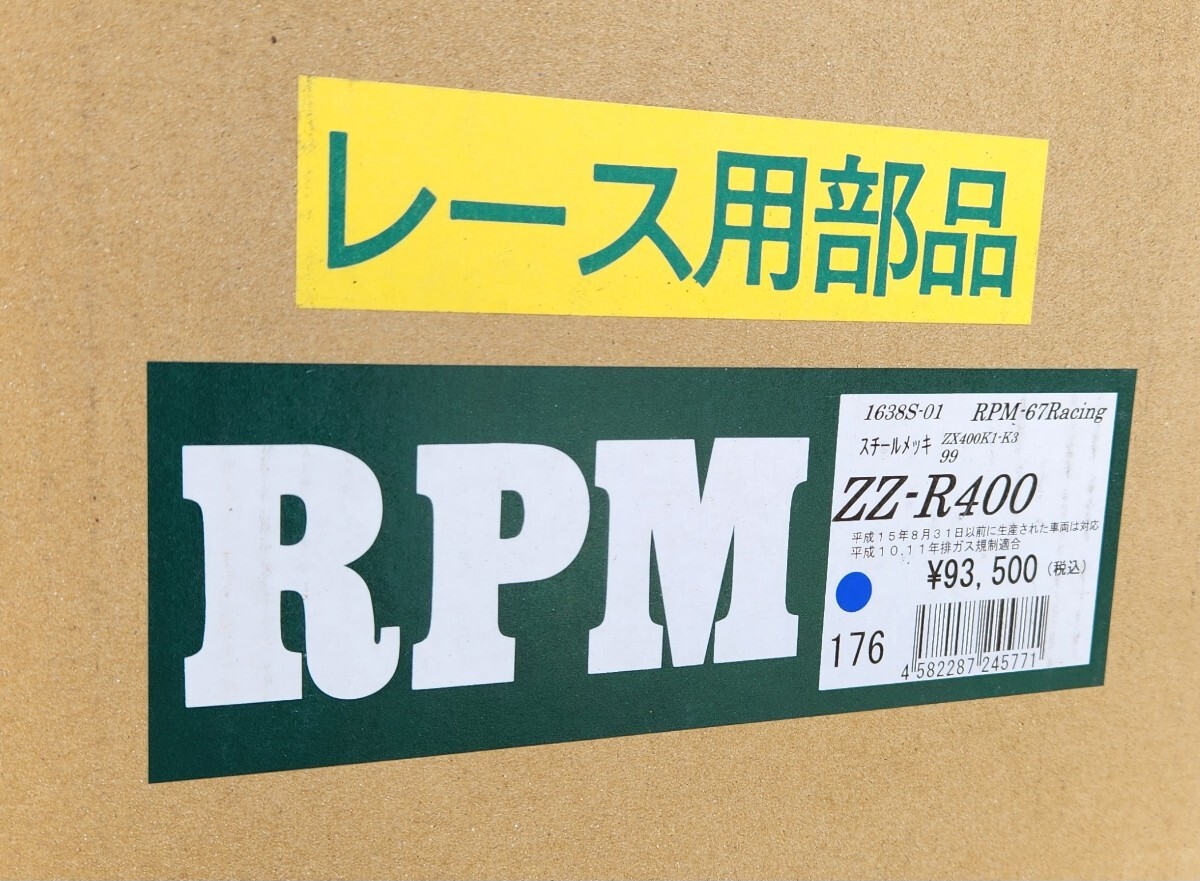 レース用部品
RPM
1638S-01 RPM-67Racing
スチールメッキ ZX400K1-K3
99
ZZ-R400
平成15年8月31日以前に生産された車両は対応
平成10.11年排ガス規制適合
¥93,500（税込）
176
4 582287 245771